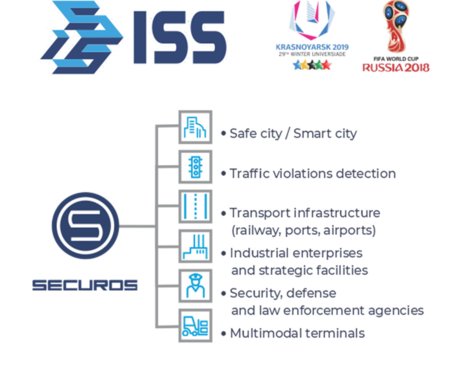 ISS
KRASNOYARSK 2019
29TH WINTER UNIVERSIADE
FIFA WORLD CUP
RUSSIA 2018
• Safe city / Smart city
• Traffic violations detection
• Transport infrastructure
(railway, ports, airports)
• Industrial enterprises
and strategic facilities
S
SECUROS
• Security, defense
and law enforcement agencies
• Multimodal terminals